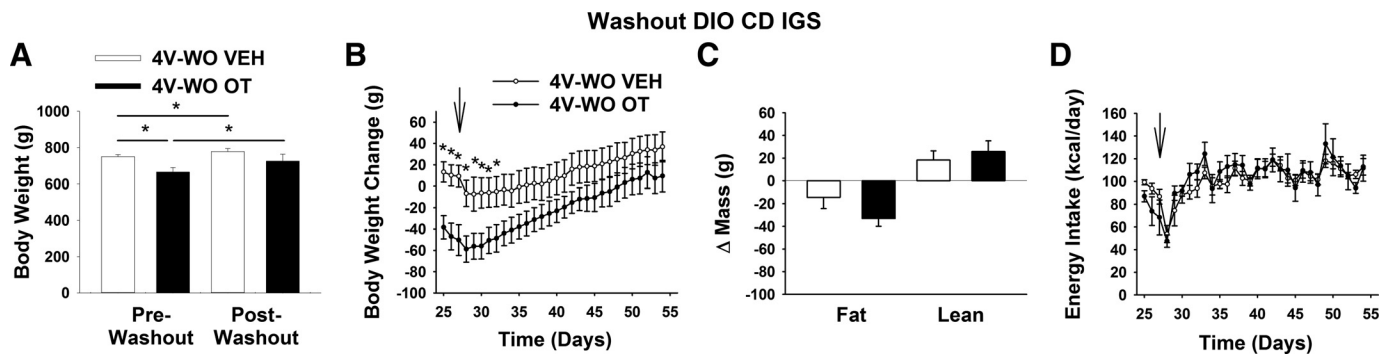 Washout DIO CD IGS
A
4V-WO VEH
4V-WO OT
Body Weight (g)
1000
800
600
400
200
0
*
*
*
Pre-
Washout
Post-
Washout
B
4V-WO VEH
4V-WO OT
Body Weight Change (g)
60
40
20
0
-20
-40
-60
-80
-100
* * * * * * * *
25 30 35 40 45 50 55
Time (Days)
C
Δ Mass (g)
60
40
20
0
-20
-40
-60
-80
-100
Fat Lean
D
Energy Intake (kcal/day)
160
140
120
100
80
60
40
20
0
25 30 35 40 45 50 55
Time (Days)